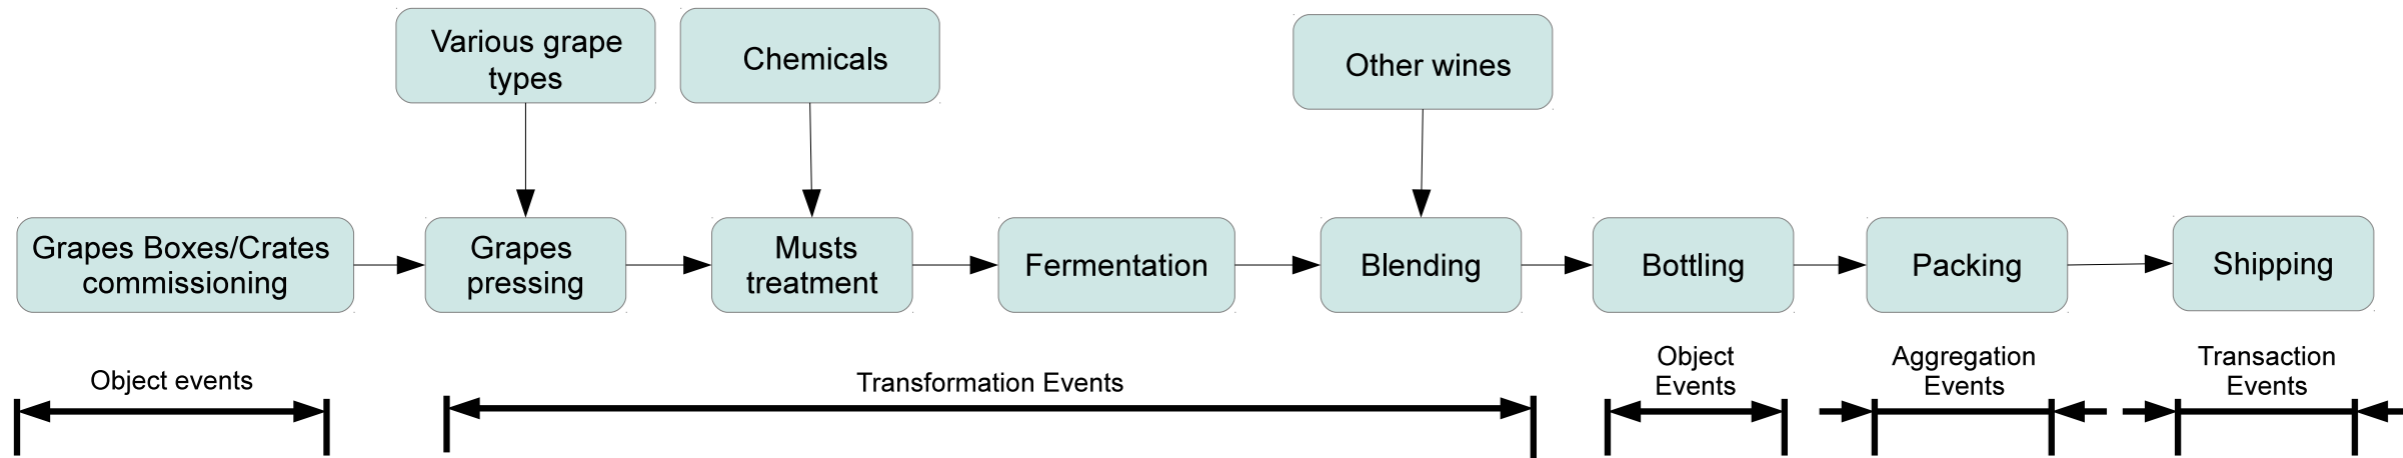 Various grape
types
Chemicals
Other wines
Grapes Boxes/Crates
commissioning
Grapes
pressing
Musts
treatment
Fermentation
Blending
Bottling
Packing
Shipping
Object events
Transformation Events
Object
Events
Aggregation
Events
Transaction
Events